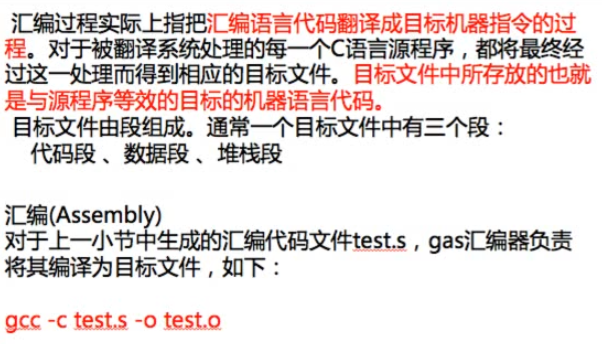 汇编过程实际上指把汇编语言代码翻译成目标机器指令的过
程。对于被翻译系统处理的每一个C语言源程序，都将最终经
过这一处理而得到相应的目标文件。目标文件中所存放的也就
是与源程序等效的目标的机器语言代码。
目标文件由段组成。通常一个目标文件中有三个段：
代码段 、数据段 、堆栈段
汇编(Assembly)
对于上一小节中生成的汇编代码文件test.s，gas汇编器负责
将其编译为目标文件，如下：
gcc -c test.s -o test.o